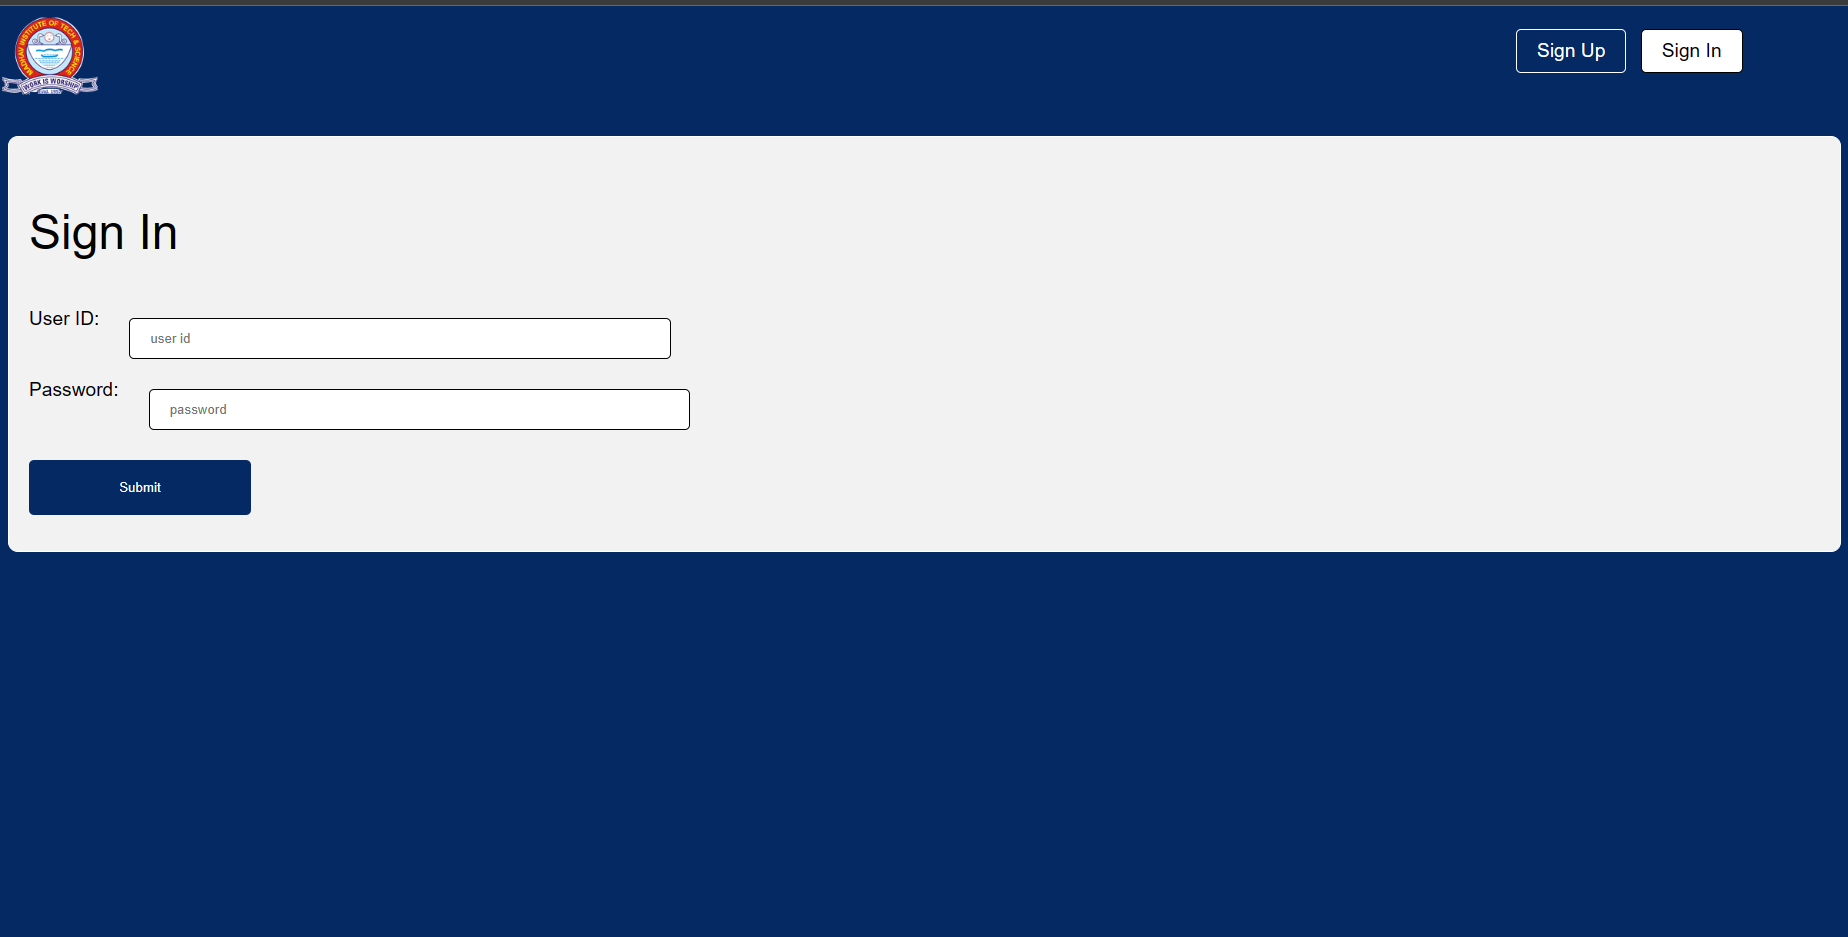 MADHAV INSTITUTE OF TECH & SCIENCE
WORK IS WORSHIP
Sign Up
Sign In
Sign In
User ID:
user id
Password:
password
Submit